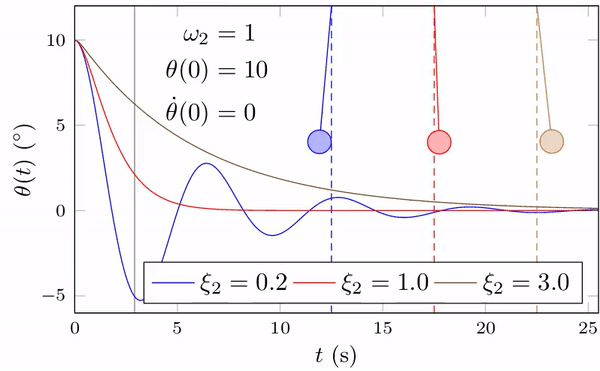 ω₂ = 1
θ(0) = 10
θ̇(0) = 0
θ(t) (°)
10
5
0
−5
ξ₂ = 0.2 ξ₂ = 1.0 ξ₂ = 3.0
0 5 10 15 20 25
t (s)